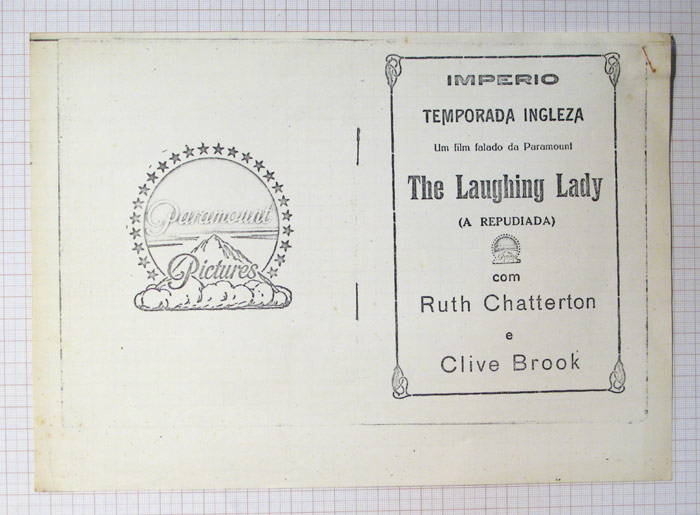 Paramount
Pictures
IMPERIO
TEMPORADA INGLEZA
Um film falado da Paramount
The Laughing Lady
(A REPUDIADA)
com
Ruth Chatterton
e
Clive Brook